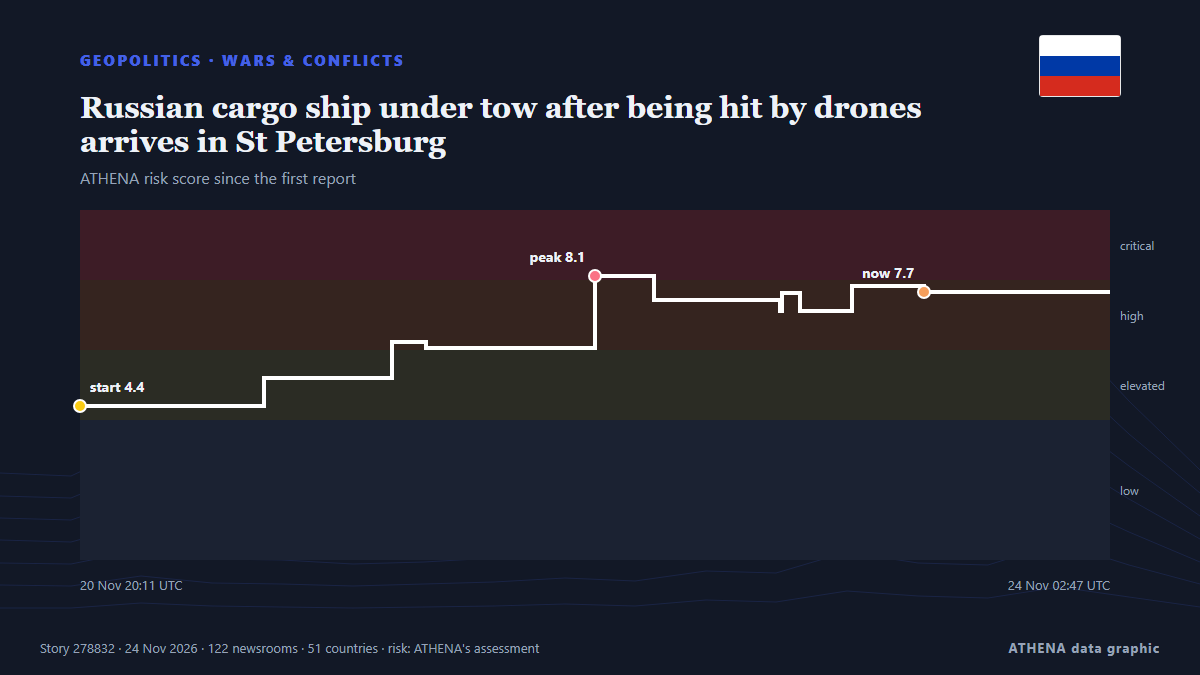 GEOPOLITICS · WARS & CONFLICTS
Russian cargo ship under tow after being hit by drones
arrives in St Petersburg
ATHENA risk score since the first report
critical
peak 8.1
now 7.7
high
start 4.4
elevated
low
20 Nov 20:11 UTC
24 Nov 02:47 UTC
Story 278832 · 24 Nov 2026 · 122 newsrooms · 51 countries · risk: ATHENA's assessment
ATHENA data graphic